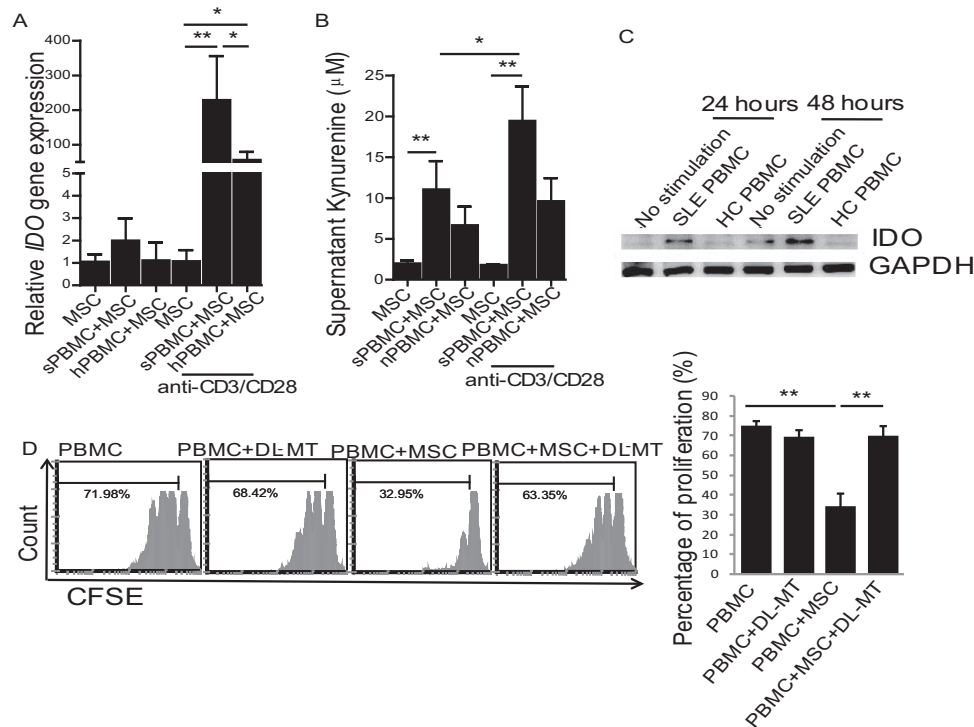 A
Relative IDO gene expression
400
300
200
100
5
4
3
2
1
0
*
**
*
MSC
sPBMC+MSC
hPBMC+MSC
MSC
sPBMC+MSC
hPBMC+MSC
anti-CD3/CD28
B
Supernatant Kynurenine (μM)
25
20
15
10
5
0
*
**
**
MSC
sPBMC+MSC
nPBMC+MSC
MSC
sPBMC+MSC
nPBMC+MSC
anti-CD3/CD28
C
24 hours 48 hours
No stimulation
SLE PBMC
HC PBMC
No stimulation
SLE PBMC
HC PBMC
IDO
GAPDH
D
PBMC PBMC+DL-MT PBMC+MSC PBMC+MSC+DL-MT
71.98% 68.42% 32.95% 63.35%
Count
CFSE
Percentage of proliferation (%)
90
80
70
60
50
40
30
20
10
0
** **
PBMC
PBMC+DL-MT
PBMC+MSC
PBMC+MSC+DL-MT